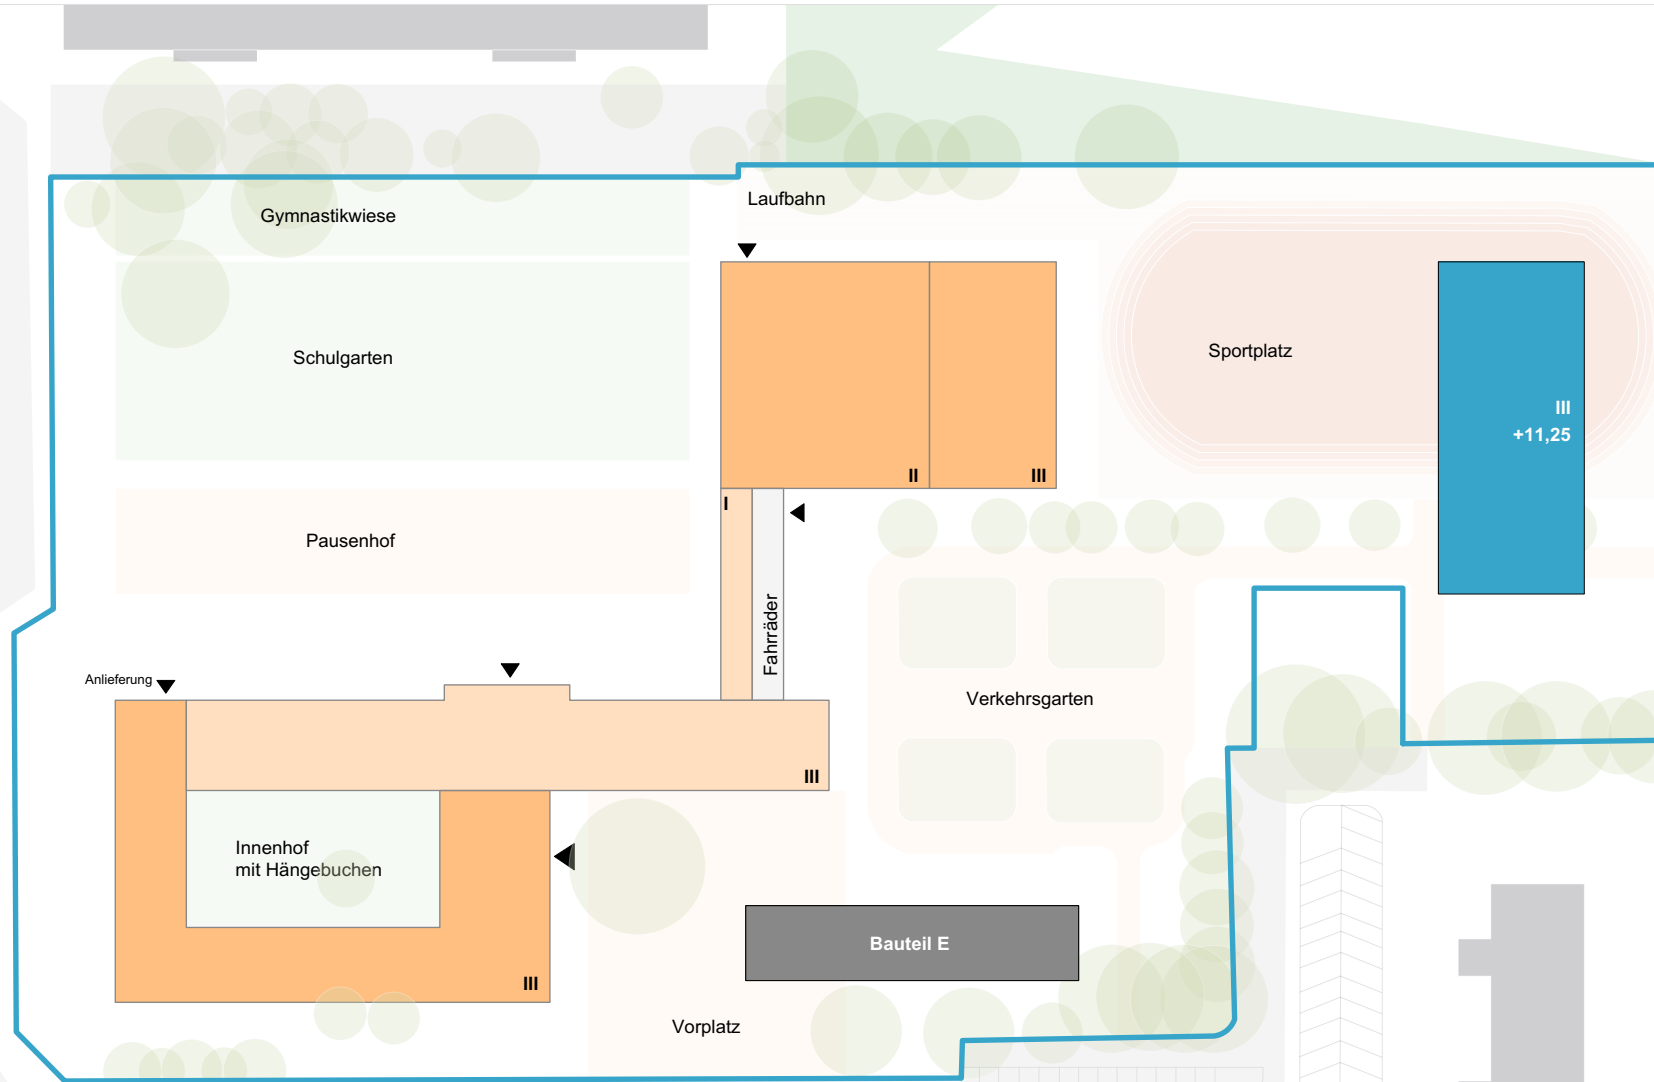 Laufbahn
Gymnastikwiese
Schulgarten
Sportplatz
III
+11,25
II
III
I
Pausenhof
Fahrräder
Anlieferung
Verkehrsgarten
III
Innenhof
mit Hängebuchen
Bauteil E
III
Vorplatz